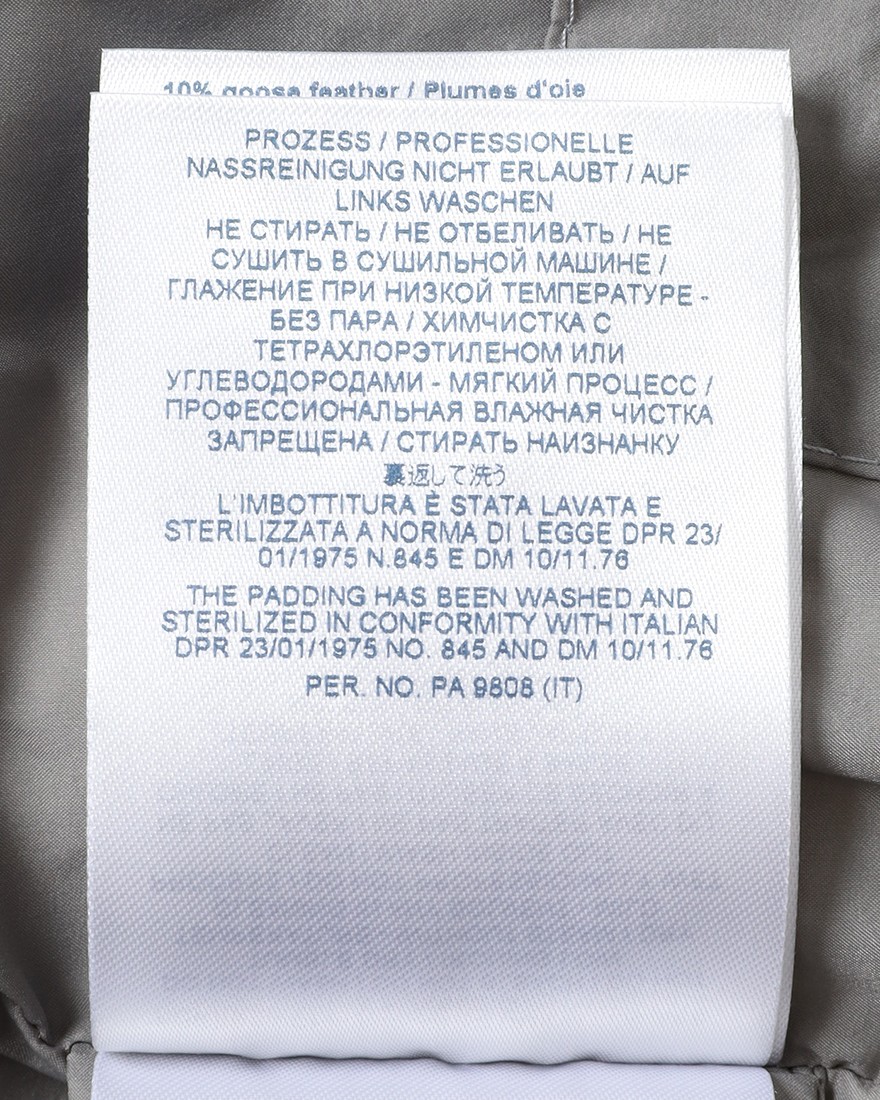 10% goose feather / Plumes d'oie
PROZESS / PROFESSIONELLE
NASSREINIGUNG NICHT ERLAUBT / AUF
LINKS WASCHEN
НЕ СТИРАТЬ / НЕ ОТБЕЛИВАТЬ / НЕ
СУШИТЬ В СУШИЛЬНОЙ МАШИНЕ /
ГЛАЖЕНИЕ ПРИ НИЗКОЙ ТЕМПЕРАТУРЕ -
БЕЗ ПАРА / ХИМЧИСТКА С
ТЕТРАХЛОРЭТИЛЕНОМ ИЛИ
УГЛЕВОДОРОДАМИ - МЯГКИЙ ПРОЦЕСС /
ПРОФЕССИОНАЛЬНАЯ ВЛАЖНАЯ ЧИСТКА
ЗАПРЕЩЕНА / СТИРАТЬ НАИЗНАНКУ
裏返して洗う
L'IMBOTTITURA È STATA LAVATA E
STERILIZZATA A NORMA DI LEGGE DPR 23/
01/1975 N.845 E DM 10/11.76
THE PADDING HAS BEEN WASHED AND
STERILIZED IN CONFORMITY WITH ITALIAN
DPR 23/01/1975 NO. 845 AND DM 10/11.76
PER. NO. PA 9808 (IT)